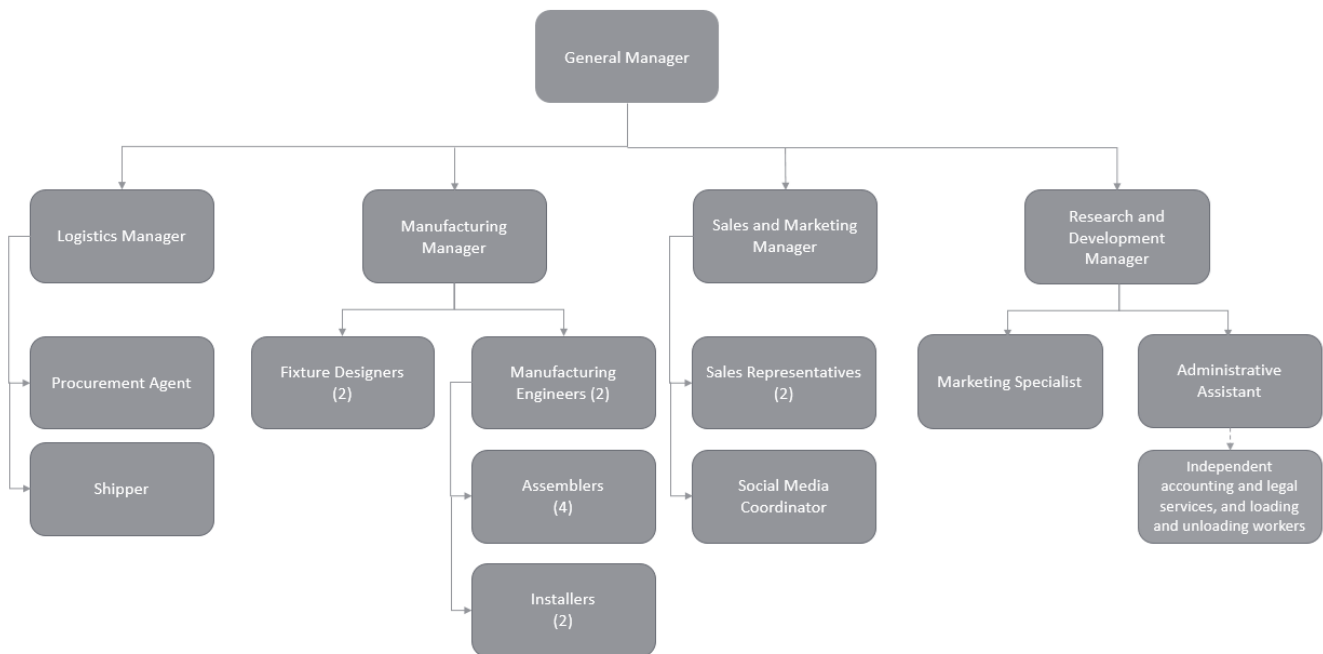 General Manager
Logistics Manager
Manufacturing
Manager
Sales and Marketing
Manager
Research and
Development
Manager
Procurement Agent
Fixture Designers
(2)
Manufacturing
Engineers (2)
Sales Representatives
(2)
Marketing Specialist
Administrative
Assistant
Shipper
Assemblers
(4)
Social Media
Coordinator
Independent
accounting and legal
services, and loading
and unloading workers
Installers
(2)